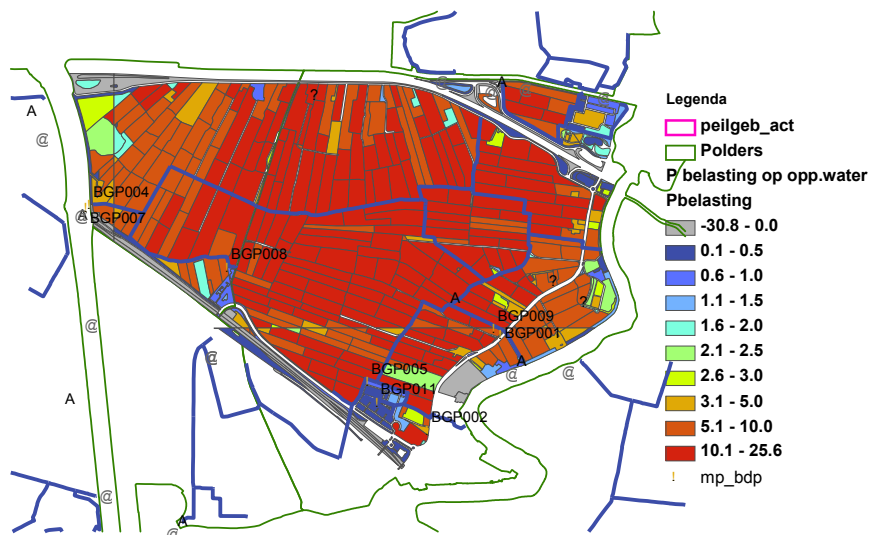 A
@
@
A
?
Legenda
peilgeb_act
Polders
P belasting op opp.water
Pbelasting
-30.8 - 0.0
0.1 - 0.5
0.6 - 1.0
1.1 - 1.5
1.6 - 2.0
2.1 - 2.5
2.6 - 3.0
3.1 - 5.0
5.1 - 10.0
10.1 - 25.6
mp_bdp
BGP004
@
A
BGP007
BGP008
?
?
A
BGP009
BGP001
@
@
A
@
@
BGP005
BGP011
A
BGP002
@
A
@